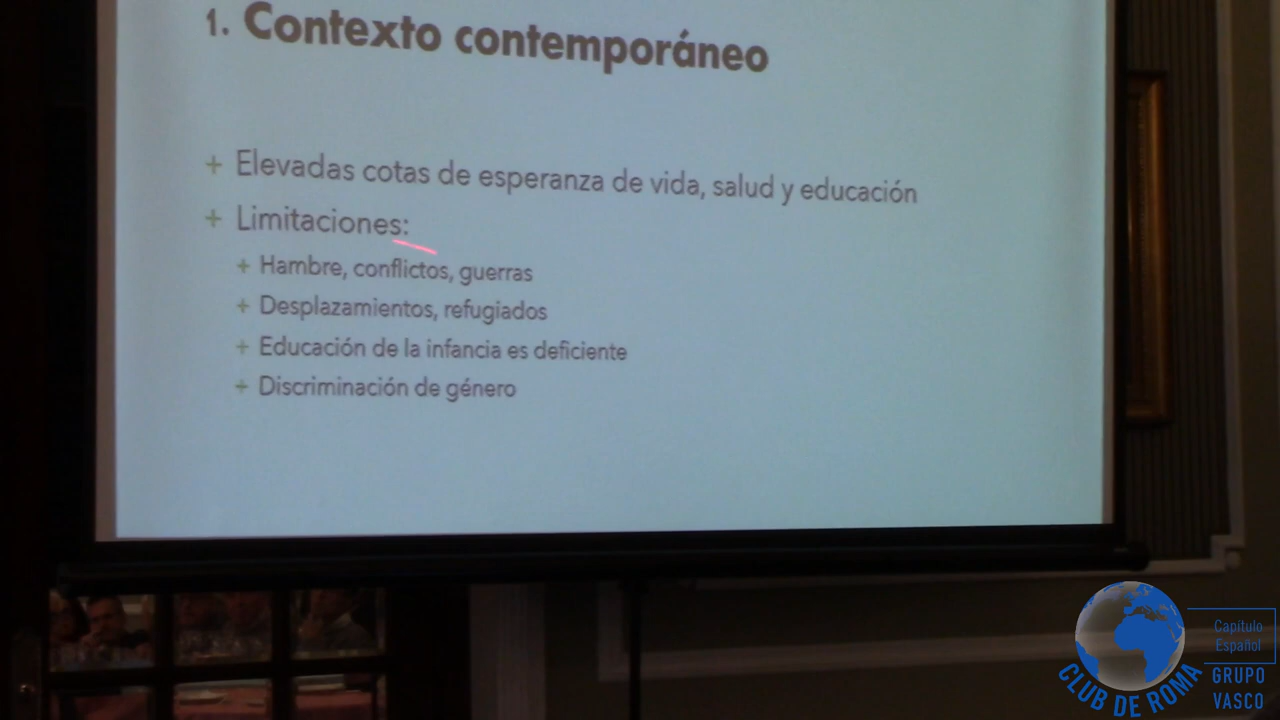 1. Contexto contemporáneo
+ Elevadas cotas de esperanza de vida, salud y educación
+ Limitaciones:
+ Hambre, conflictos, guerras
+ Desplazamientos, refugiados
+ Educación de la infancia es deficiente
+ Discriminación de género
Capítulo
Español
CLUB DE ROMA
GRUPO
VASCO